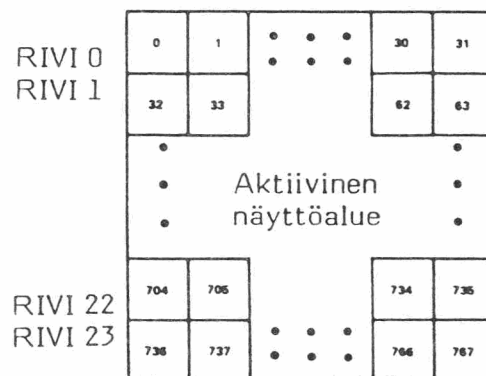 0 1 30 31
RIVI 0
RIVI 1
32 33 62 63
Aktiivinen
näyttöalue
704 705 734 735
RIVI 22
RIVI 23
736 737 766 767